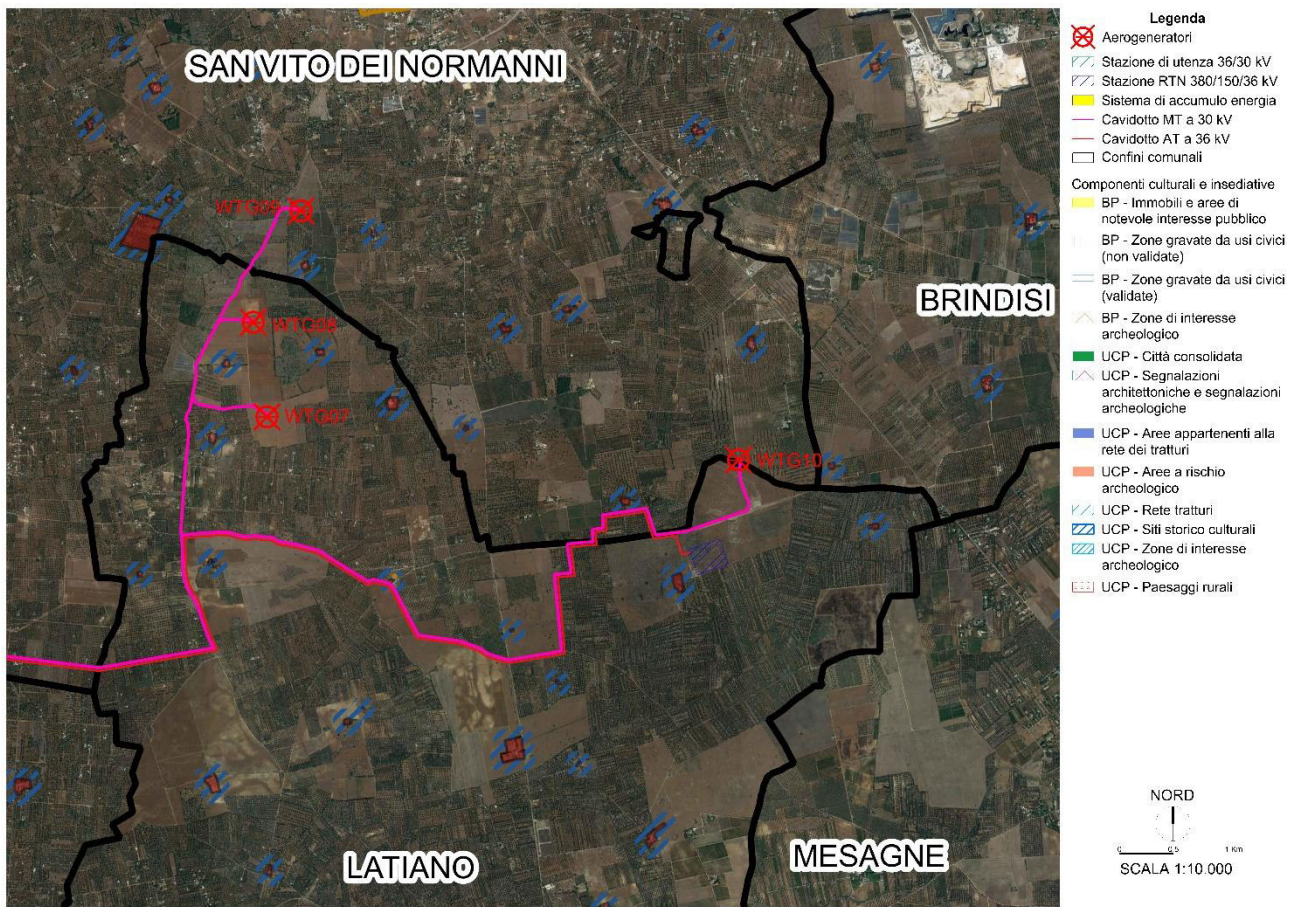 SAN VITO DEI NORMANNI
WTG09
WTG08
BRINDISI
WTG07
WTG10
LATIANO
MESAGNE
Legenda
Aerogeneratori
Stazione di utenza 36/30 kV
Stazione RTN 380/150/36 kV
Sistema di accumulo energia
Cavidotto MT a 30 kV
Cavidotto AT a 36 kV
Confini comunali
Componenti culturali e insediative
BP - Immobili e aree di
notevole interesse pubblico
BP - Zone gravate da usi civici
(non validate)
BP - Zone gravate da usi civici
(validate)
BP - Zone di interesse
archeologico
UCP - Città consolidata
UCP - Segnalazioni
architettoniche e segnalazioni
archeologiche
UCP - Aree appartenenti alla
rete dei tratturi
UCP - Aree a rischio
archeologico
UCP - Rete tratturi
UCP - Siti storico culturali
UCP - Zone di interesse
archeologico
UCP - Paesaggi rurali
NORD
0 0,5 1 Km
SCALA 1:10.000